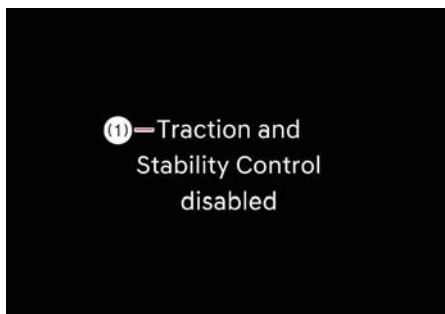 (1) Traction and
Stability Control
disabled